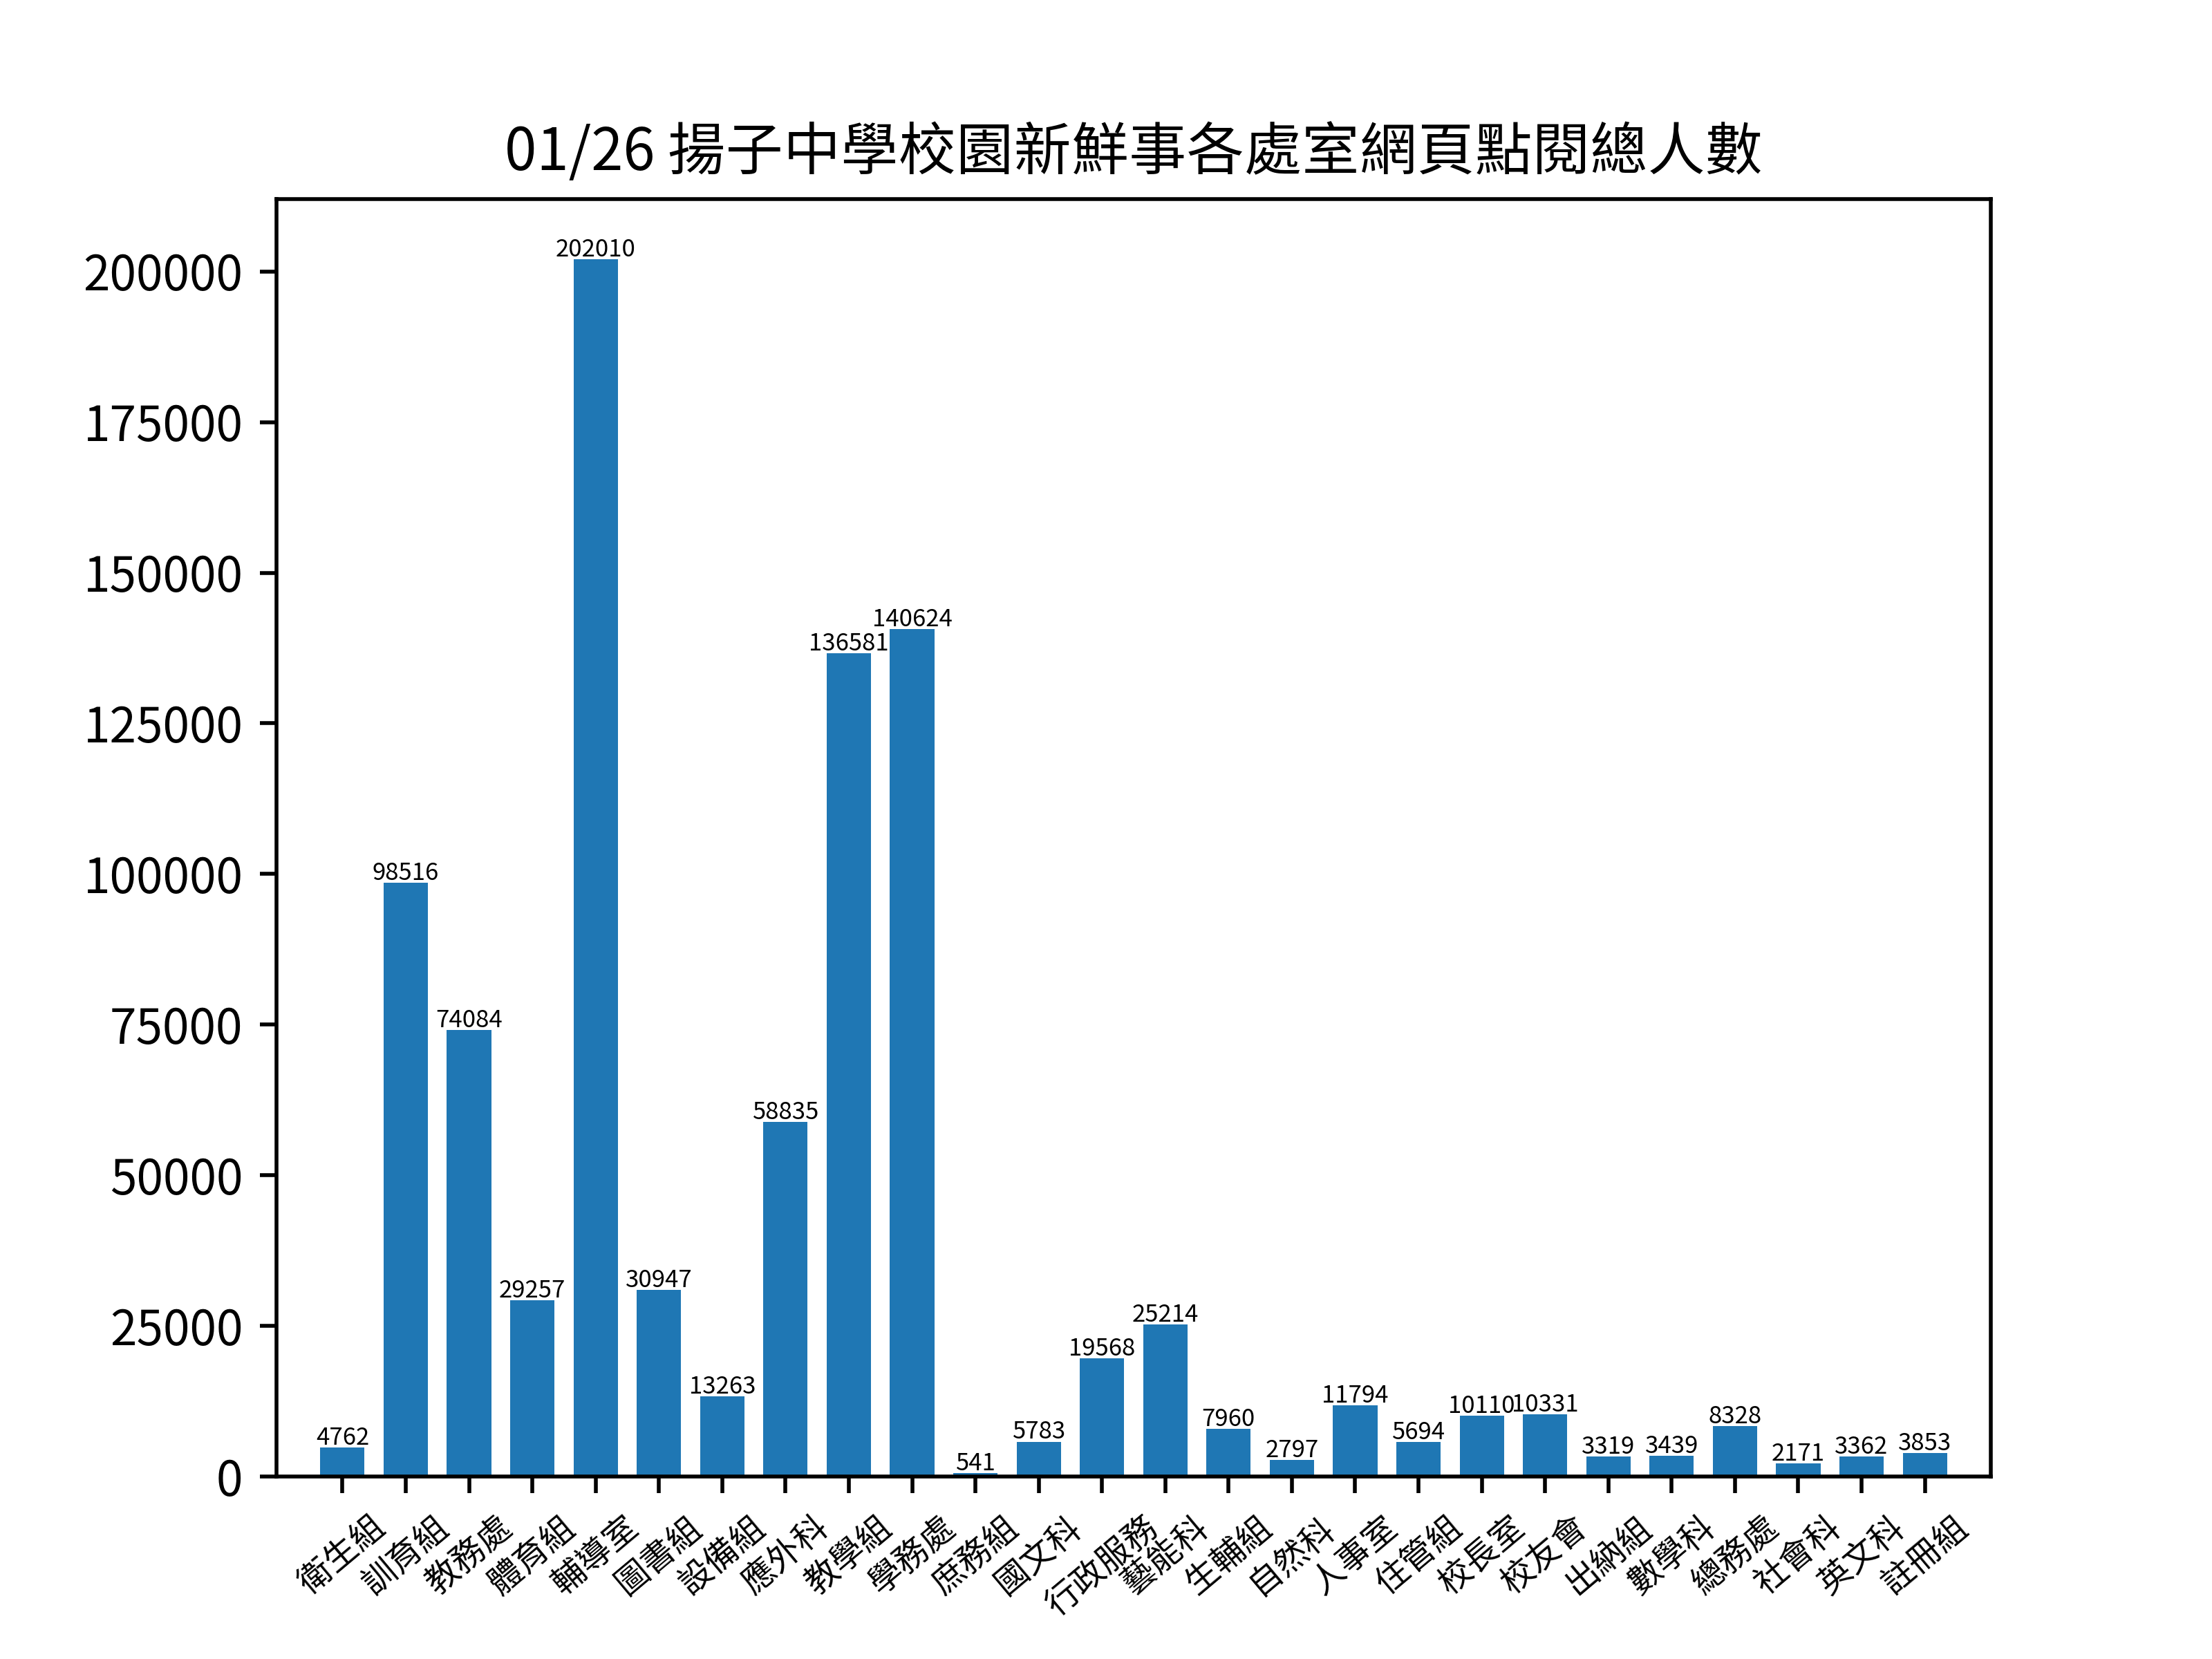 01/26 揚子中學校園新鮮事各處室網頁點閱總人數
200000
175000
150000
125000
100000
75000
50000
25000
0
4762
98516
74084
29257
202010
30947
13263
58835
136581
140624
541
5783
19568
25214
7960
2797
11794
5694
10110
10331
3319
3439
8328
2171
3362
3853
衛生組
訓育組
教務處
體育組
輔導室
圖書組
設備組
應外科
教學組
學務處
庶務組
國文科
行政服務
藝能科
生輔組
自然科
人事室
住管組
校長室
校友會
出納組
數學科
總務處
社會科
英文科
註冊組